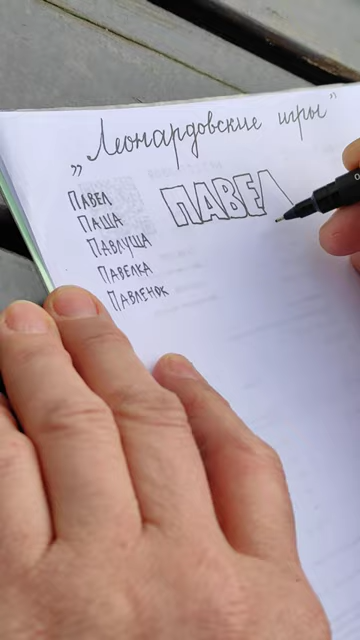 „Леонардовские игры"
ПАВЕЛ
ПАВЕЛ
ПАША
ПАВЛУША
ПАВЕЛКА
ПАВЛЕНОК